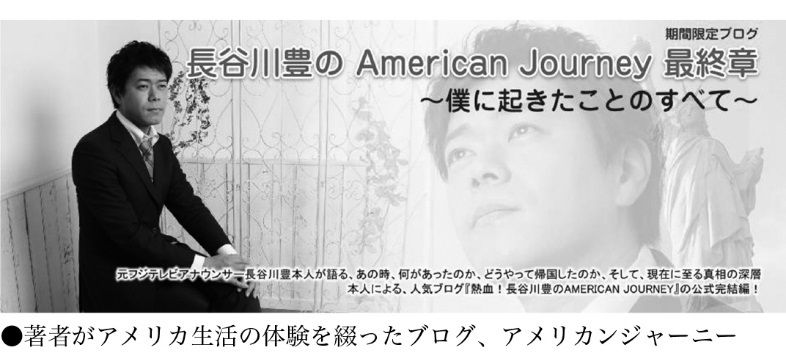 期間限定ブログ
長谷川豊の American Journey 最終章
～僕に起きたことのすべて～
元フジテレビアナウンサー長谷川豊本人が語る、あの時、何があったのか、どうやって帰国したのか、そして、現在に至る真相の深層
本人による、人気ブログ『熱血！長谷川豊のAMERICAN JOURNEY』の公式完結編！
●著者がアメリカ生活の体験を綴ったブログ、アメリカンジャーニー